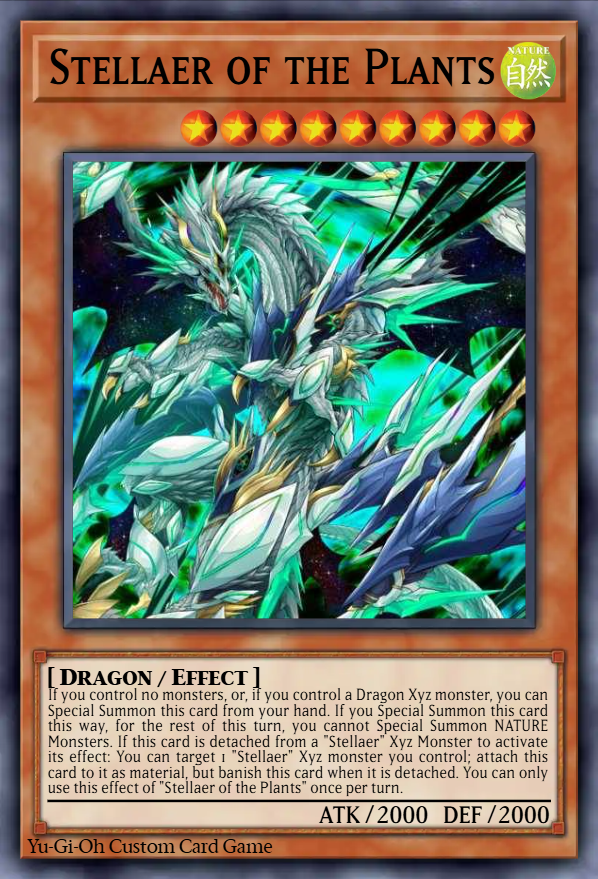 Stellaer of the Plants
NATURE
自然
[ Dragon / Effect ]
If you control no monsters, or, if you control a Dragon Xyz monster, you can
Special Summon this card from your hand. If you Special Summon this card
this way, for the rest of this turn, you cannot Special Summon NATURE
Monsters. If this card is detached from a "Stellaer" Xyz Monster to activate
its effect: You can target 1 "Stellaer" Xyz monster you control; attach this
card to it as material, but banish this card when it is detached. You can only
use this effect of "Stellaer of the Plants" once per turn.
ATK / 2000 DEF / 2000
Yu-Gi-Oh Custom Card Game